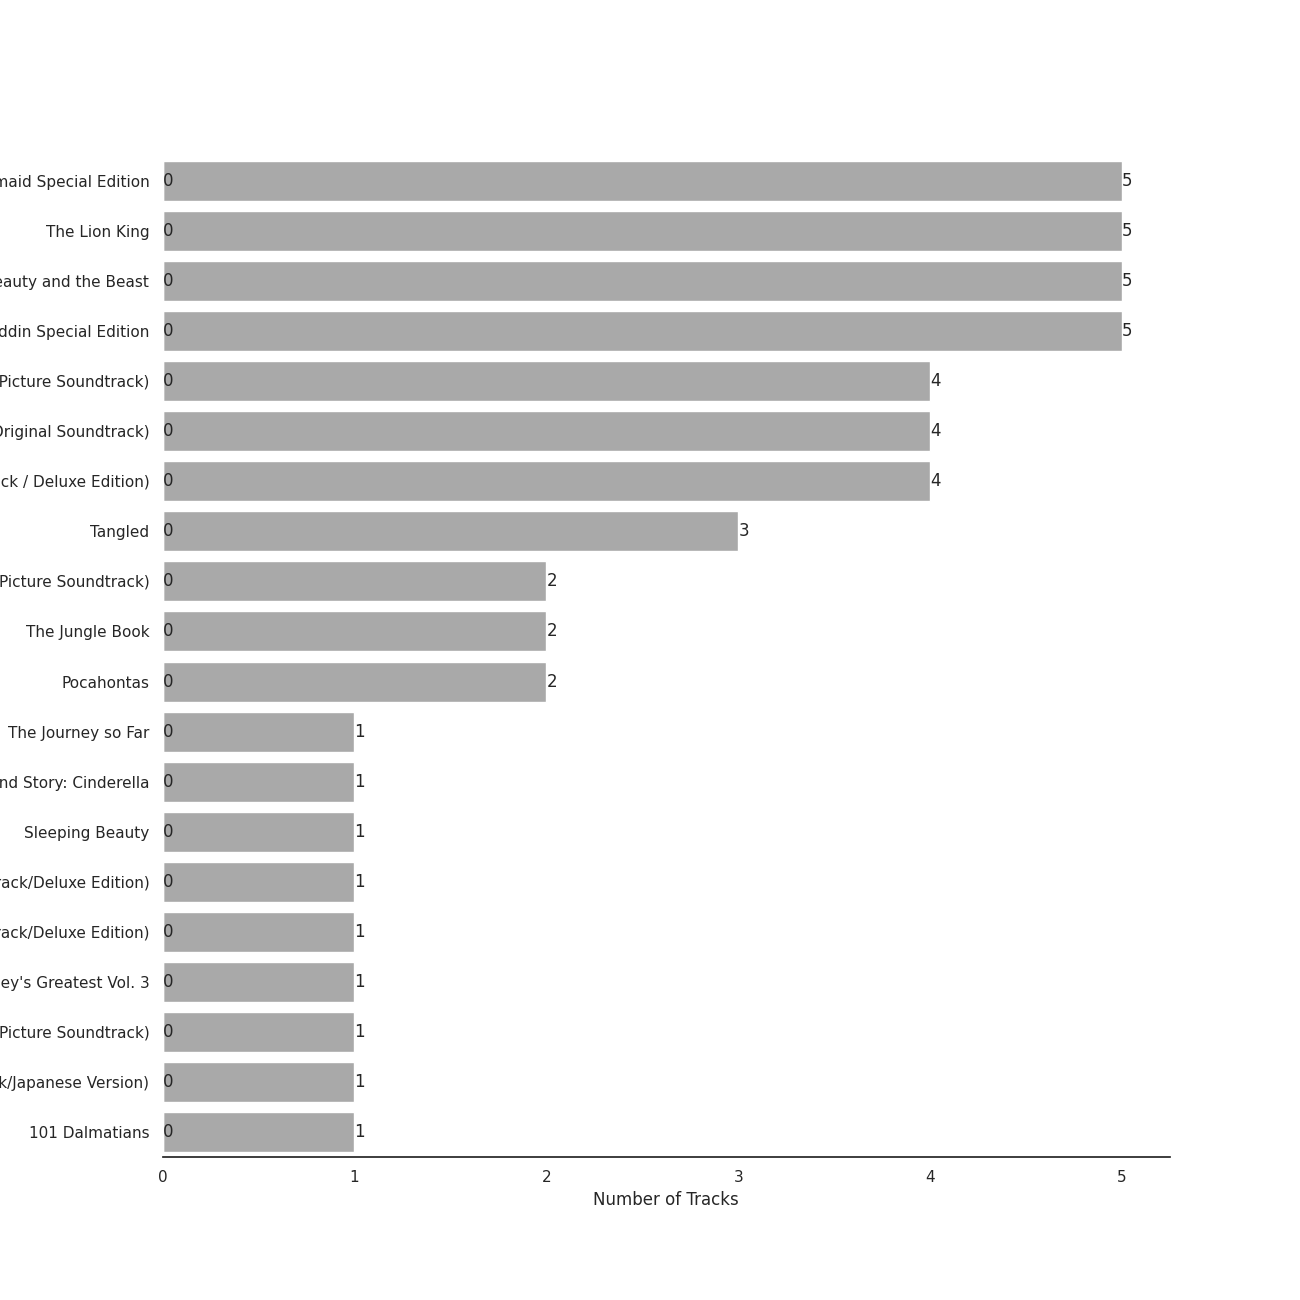 maid Special Edition 0 5
The Lion King 0 5
eauty and the Beast 0 5
ddin Special Edition 0 5
Picture Soundtrack) 0 4
Original Soundtrack) 0 4
ck / Deluxe Edition) 0 4
Tangled 0 3
Picture Soundtrack) 0 2
The Jungle Book 0 2
Pocahontas 0 2
The Journey so Far 0 1
nd Story: Cinderella 0 1
Sleeping Beauty 0 1
rack/Deluxe Edition) 0 1
rack/Deluxe Edition) 0 1
ey's Greatest Vol. 3 0 1
Picture Soundtrack) 0 1
k/Japanese Version) 0 1
101 Dalmatians 0 1
0 1 2 3 4 5
Number of Tracks